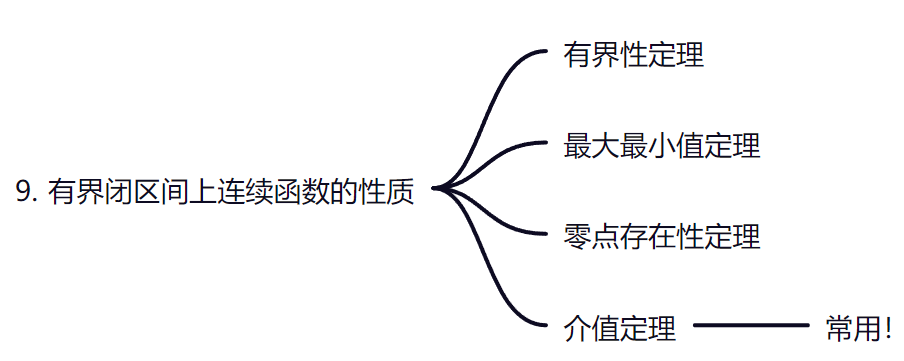 9. 有界闭区间上连续函数的性质
有界性定理
最大最小值定理
零点存在性定理
介值定理
常用!